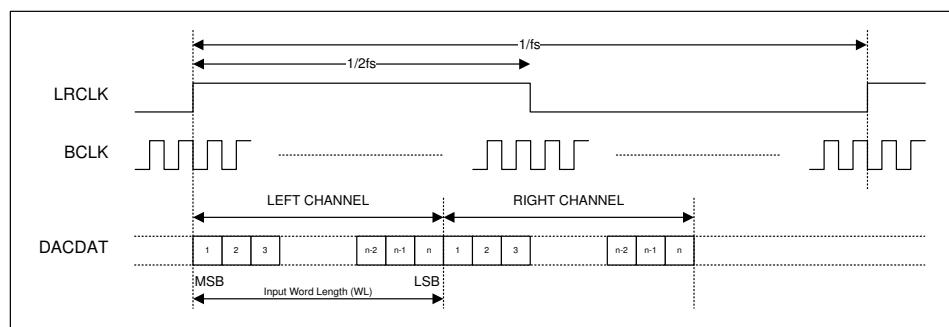 1/fs
1/2fs
LRCLK
BCLK
LEFT CHANNEL RIGHT CHANNEL
DACDAT 1 2 3 n-2 n-1 n 1 2 3 n-2 n-1 n
MSB LSB
Input Word Length (WL)